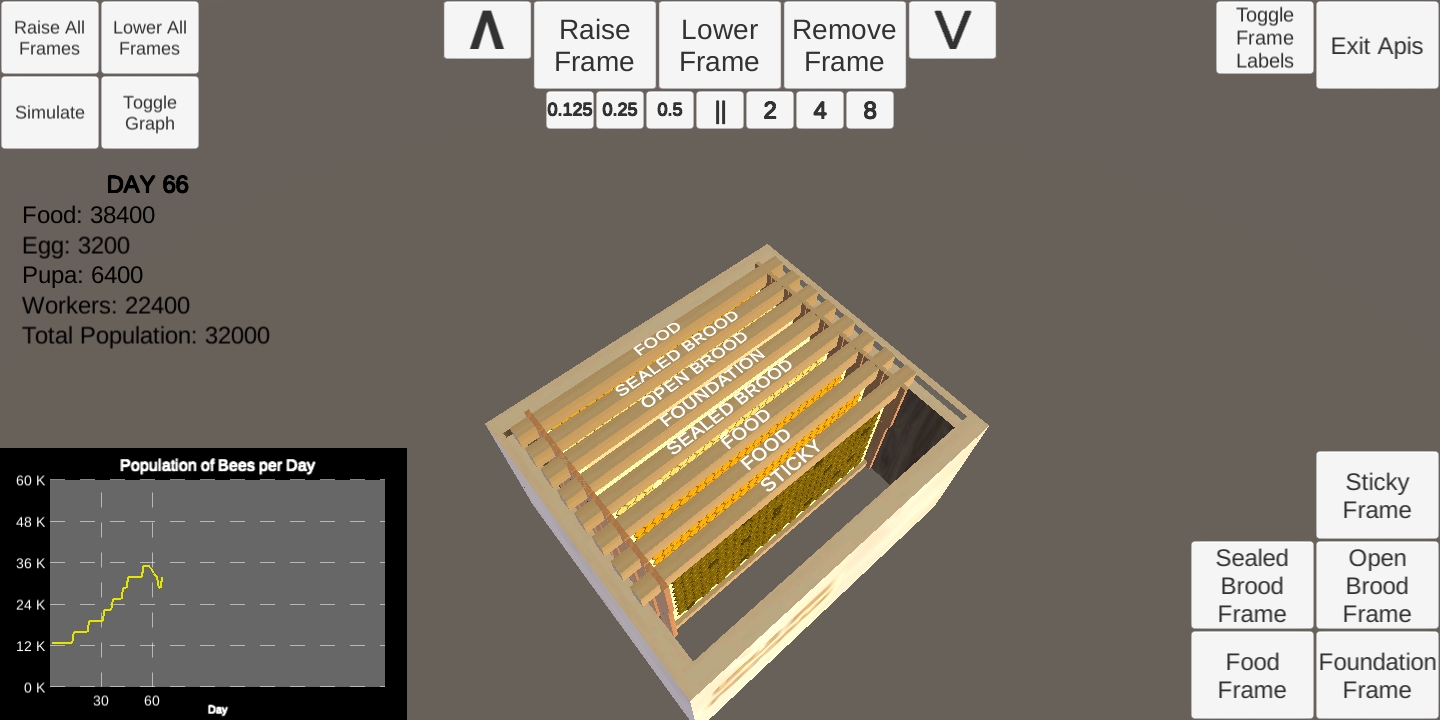 Raise All
Frames
Lower All
Frames
Simulate
Toggle
Graph
Λ
Raise
Frame
Lower
Frame
Remove
Frame
V
0.125
0.25
0.5
||
2
4
8
Toggle
Frame
Labels
Exit Apis
DAY 66
Food: 38400
Egg: 3200
Pupa: 6400
Workers: 22400
Total Population: 32000
FOOD
SEALED BROOD
OPEN BROOD
FOUNDATION
SEALED BROOD
FOOD
FOOD
STICKY
Population of Bees per Day
60 K
48 K
36 K
24 K
12 K
0 K
30
60
Day
Sticky
Frame
Sealed
Brood
Frame
Open
Brood
Frame
Food
Frame
Foundation
Frame